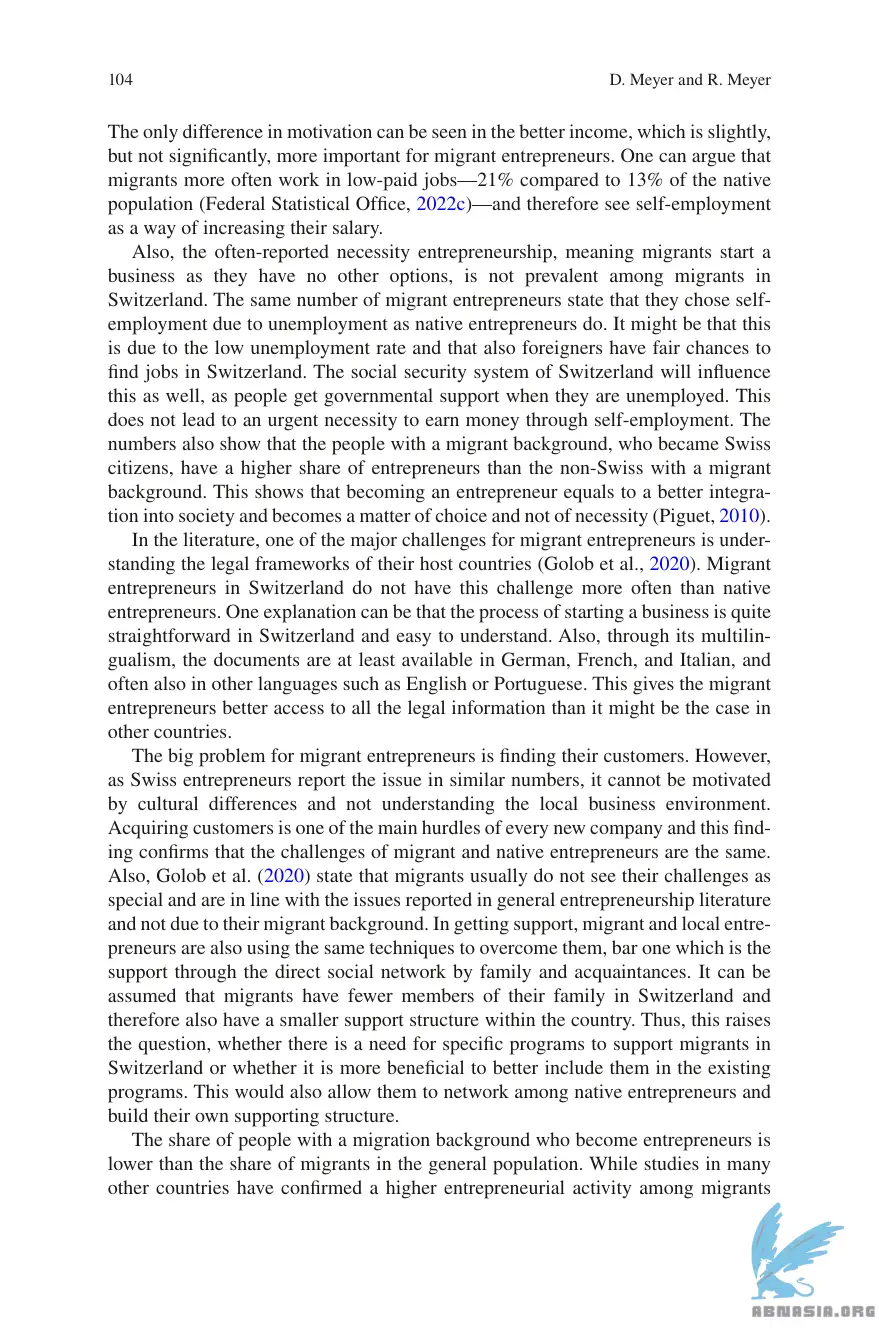 104
D. Meyer and R. Meyer
The only difference in motivation can be seen in the better income, which is slightly,
but not significantly, more important for migrant entrepreneurs. One can argue that
migrants more often work in low-paid jobs—21% compared to 13% of the native
population (Federal Statistical Office, 2022c)—and therefore see self-employment
as a way of increasing their salary.
Also, the often-reported necessity entrepreneurship, meaning migrants start a
business as they have no other options, is not prevalent among migrants in
Switzerland. The same number of migrant entrepreneurs state that they chose self-
employment due to unemployment as native entrepreneurs do. It might be that this
is due to the low unemployment rate and that also foreigners have fair chances to
find jobs in Switzerland. The social security system of Switzerland will influence
this as well, as people get governmental support when they are unemployed. This
does not lead to an urgent necessity to earn money through self-employment. The
numbers also show that the people with a migrant background, who became Swiss
citizens, have a higher share of entrepreneurs than the non-Swiss with a migrant
background. This shows that becoming an entrepreneur equals to a better integra-
tion into society and becomes a matter of choice and not of necessity (Piguet, 2010).
In the literature, one of the major challenges for migrant entrepreneurs is under-
standing the legal frameworks of their host countries (Golob et al., 2020). Migrant
entrepreneurs in Switzerland do not have this challenge more often than native
entrepreneurs. One explanation can be that the process of starting a business is quite
straightforward in Switzerland and easy to understand. Also, through its multilin-
gualism, the documents are at least available in German, French, and Italian, and
often also in other languages such as English or Portuguese. This gives the migrant
entrepreneurs better access to all the legal information than it might be the case in
other countries.
The big problem for migrant entrepreneurs is finding their customers. However,
as Swiss entrepreneurs report the issue in similar numbers, it cannot be motivated
by cultural differences and not understanding the local business environment.
Acquiring customers is one of the main hurdles of every new company and this find-
ing confirms that the challenges of migrant and native entrepreneurs are the same.
Also, Golob et al. (2020) state that migrants usually do not see their challenges as
special and are in line with the issues reported in general entrepreneurship literature
and not due to their migrant background. In getting support, migrant and local entre-
preneurs are also using the same techniques to overcome them, bar one which is the
support through the direct social network by family and acquaintances. It can be
assumed that migrants have fewer members of their family in Switzerland and
therefore also have a smaller support structure within the country. Thus, this raises
the question, whether there is a need for specific programs to support migrants in
Switzerland or whether it is more beneficial to better include them in the existing
programs. This would also allow them to network among native entrepreneurs and
build their own supporting structure.
The share of people with a migration background who become entrepreneurs is
lower than the share of migrants in the general population. While studies in many
other countries have confirmed a higher entrepreneurial activity among migrants
ABNASIA.ORG